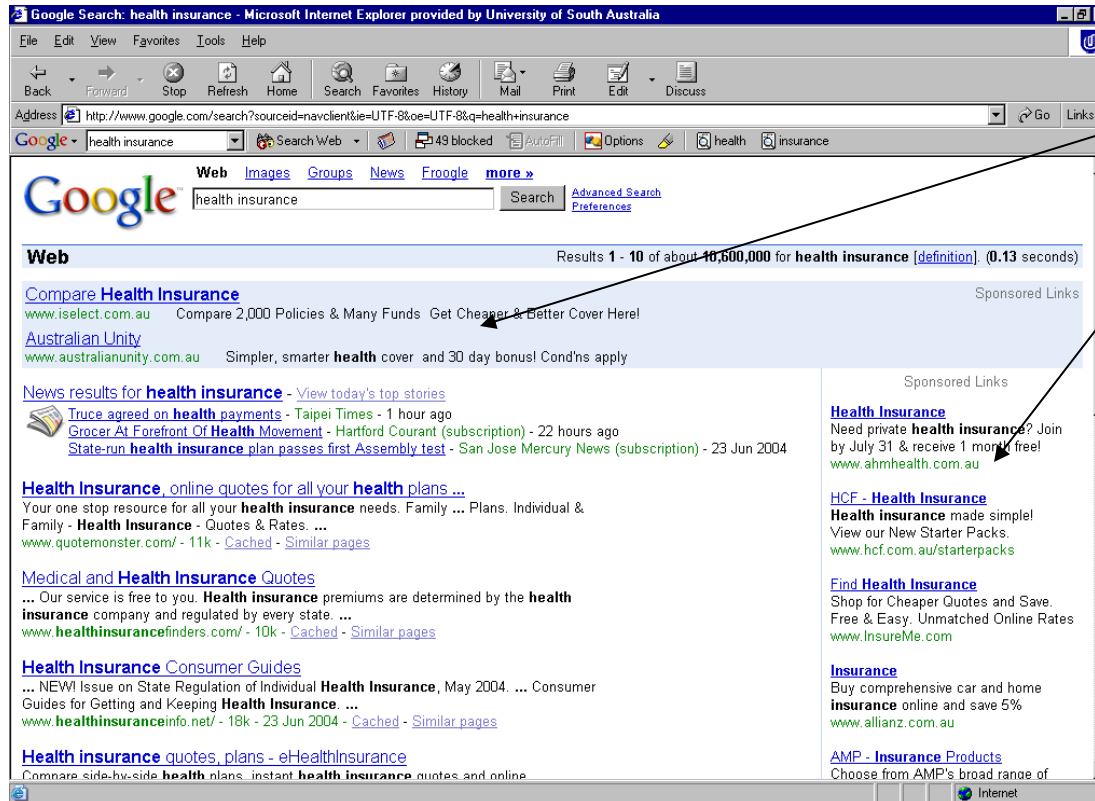 Google Search: health insurance - Microsoft Internet Explorer provided by University of South Australia
File Edit View Favorites Tools Help
Back Forward Stop Refresh Home Search Favorites History Mail Print Edit Discuss
Address http://www.google.com/search?sourceid=navclient&ie=UTF-8&oe=UTF-8&q=health+insurance Go Links
Google health insurance Search Web 49 blocked AutoFill Options health insurance
Web Images Groups News Froogle more »
Google health insurance Search Advanced Search
Preferences
Web Results 1 - 10 of about 10,600,000 for health insurance [definition]. (0.13 seconds)
Compare Health Insurance Sponsored Links
www.iselect.com.au Compare 2,000 Policies & Many Funds Get Cheaper & Better Cover Here!
Australian Unity
www.australianunity.com.au Simpler, smarter health cover and 30 day bonus! Cond'ns apply
News results for health insurance - View today's top stories
Truce agreed on health payments - Taipei Times - 1 hour ago
Grocer At Forefront Of Health Movement - Hartford Courant (subscription) - 22 hours ago
State-run health insurance plan passes first Assembly test - San Jose Mercury News (subscription) - 23 Jun 2004
Health Insurance, online quotes for all your health plans ...
Your one stop resource for all your health insurance needs. Family ... Plans. Individual &
Family - Health Insurance - Quotes & Rates. ...
www.quotemonster.com/ - 11k - Cached - Similar pages
Medical and Health Insurance Quotes
... Our service is free to you. Health insurance premiums are determined by the health
insurance company and regulated by every state. ...
www.healthinsurancefinders.com/ - 10k - Cached - Similar pages
Health Insurance Consumer Guides
... NEW! Issue on State Regulation of Individual Health Insurance, May 2004. ... Consumer
Guides for Getting and Keeping Health Insurance. ...
www.healthinsuranceinfo.net/ - 18k - 23 Jun 2004 - Cached - Similar pages
Health insurance quotes, plans - eHealthInsurance
Compare side-by-side health plans, instant health insurance quotes and online
Sponsored Links
Health Insurance
Need private health insurance? Join
by July 31 & receive 1 month free!
www.ahmhealth.com.au
HCF - Health Insurance
Health insurance made simple!
View our New Starter Packs.
www.hcf.com.au/starterpacks
Find Health Insurance
Shop for Cheaper Quotes and Save.
Free & Easy. Unmatched Online Rates
www.InsureMe.com
Insurance
Buy comprehensive car and home
insurance online and save 5%
www.allianz.com.au
AMP - Insurance Products
Choose from AMP's broad range of
Internet